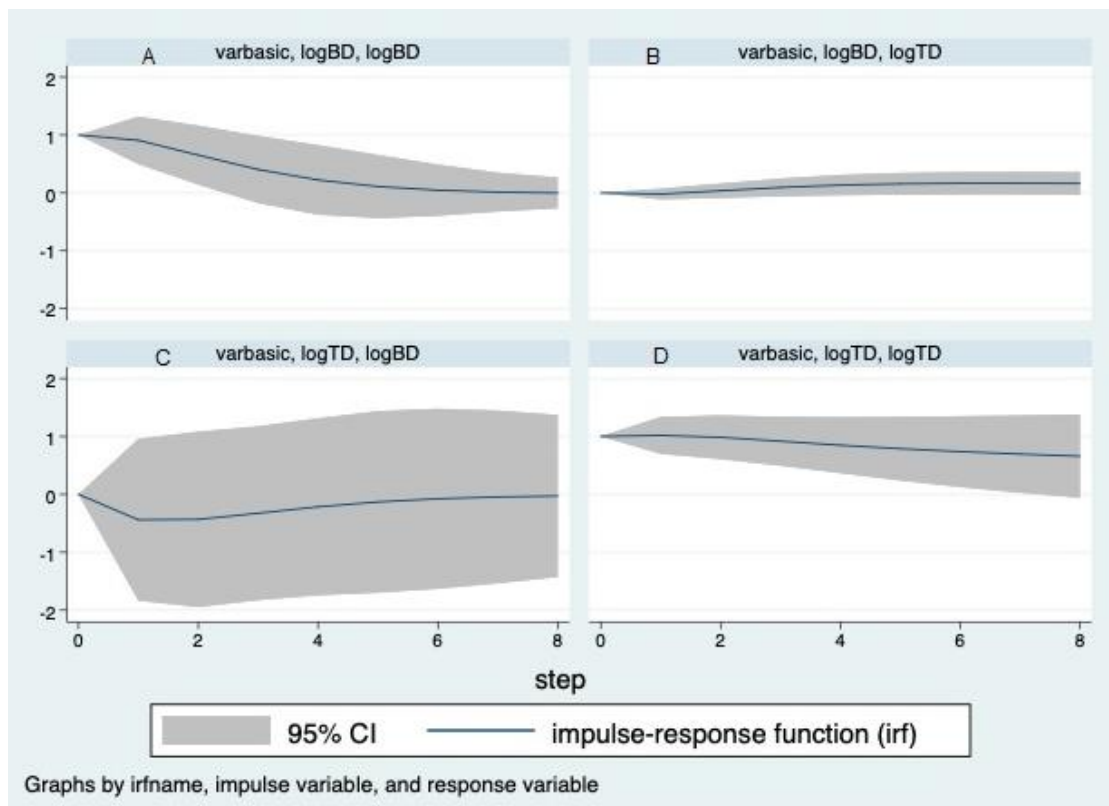 A varbasic, logBD, logBD
B varbasic, logBD, logTD
2
1
0
-1
-2
C varbasic, logTD, logBD
D varbasic, logTD, logTD
2
1
0
-1
-2
0 2 4 6 8
0 2 4 6 8
step
95% CI impulse-response function (irf)
Graphs by irfname, impulse variable, and response variable